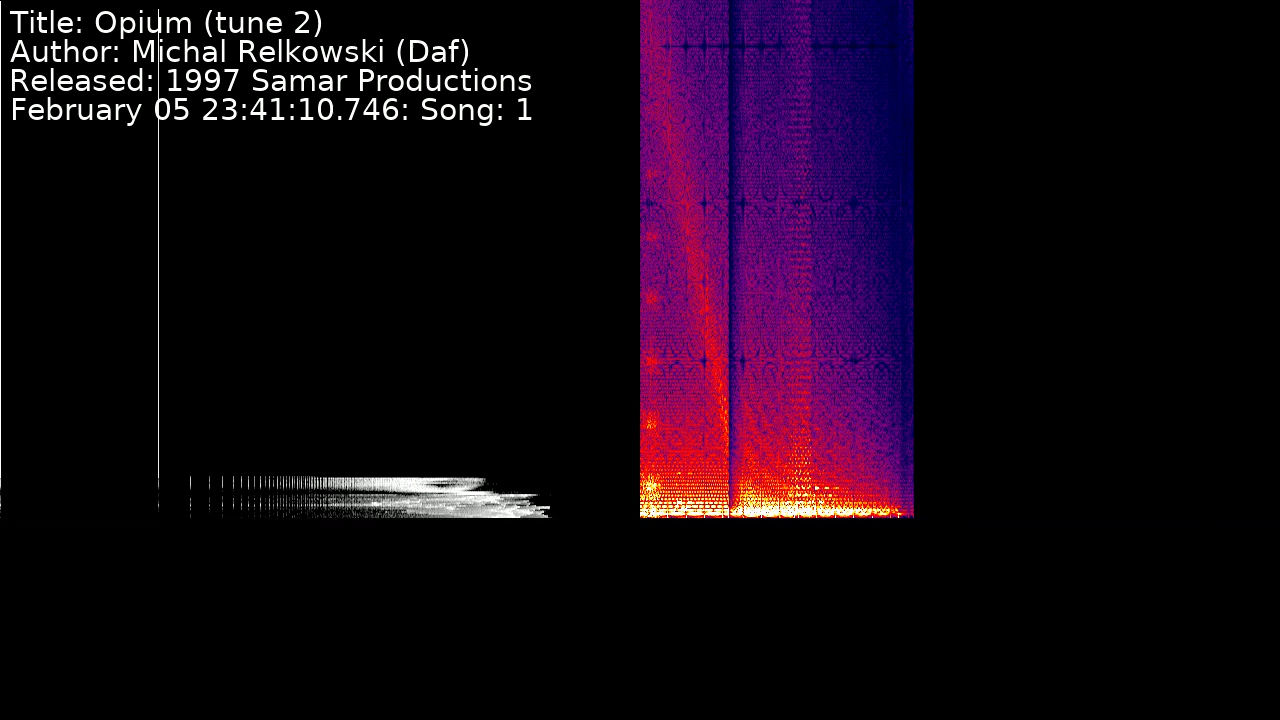 Title: Opium (tune 2)
Author: Michal Relkowski (Daf)
Released: 1997 Samar Productions
February 05 23:41:10.746: Song: 1